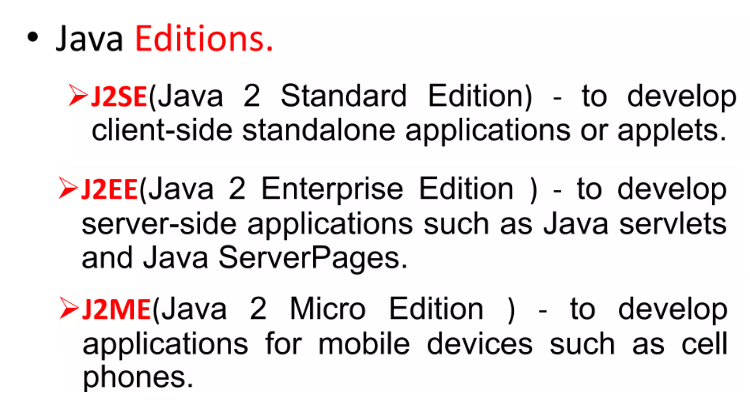 • Java Editions.
➢J2SE(Java 2 Standard Edition) - to develop
client-side standalone applications or applets.
➢J2EE(Java 2 Enterprise Edition ) - to develop
server-side applications such as Java servlets
and Java ServerPages.
➢J2ME(Java 2 Micro Edition ) - to develop
applications for mobile devices such as cell
phones.